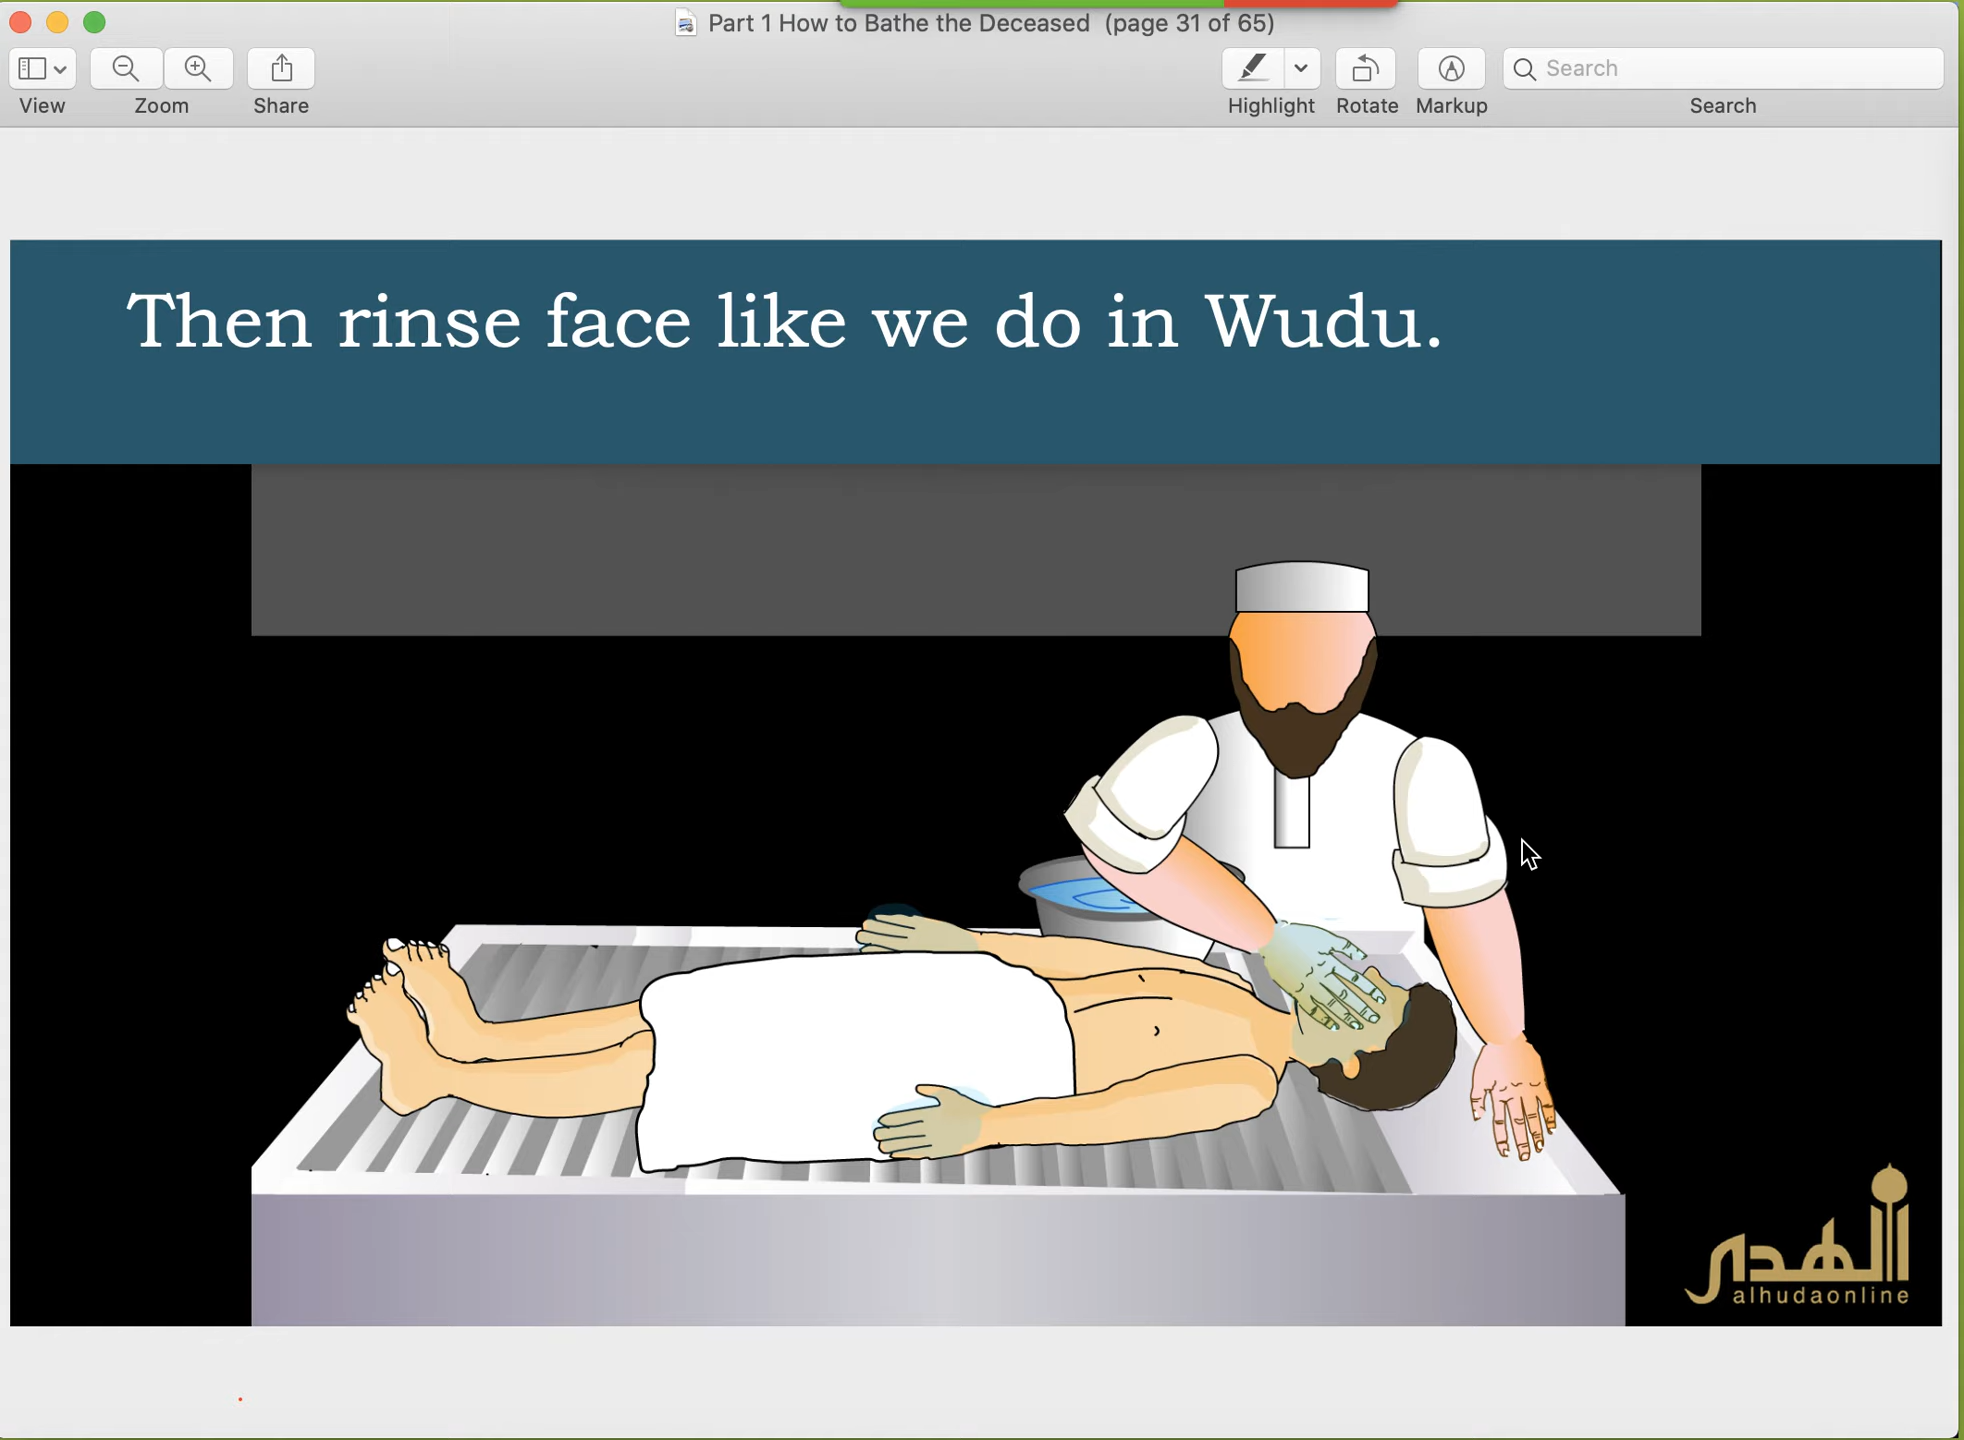 Part 1 How to Bathe the Deceased (page 31 of 65)
View
Zoom
Share
Highlight
Rotate
Markup
Search
Search
Then rinse face like we do in Wudu.
الهدى
alhudaonline